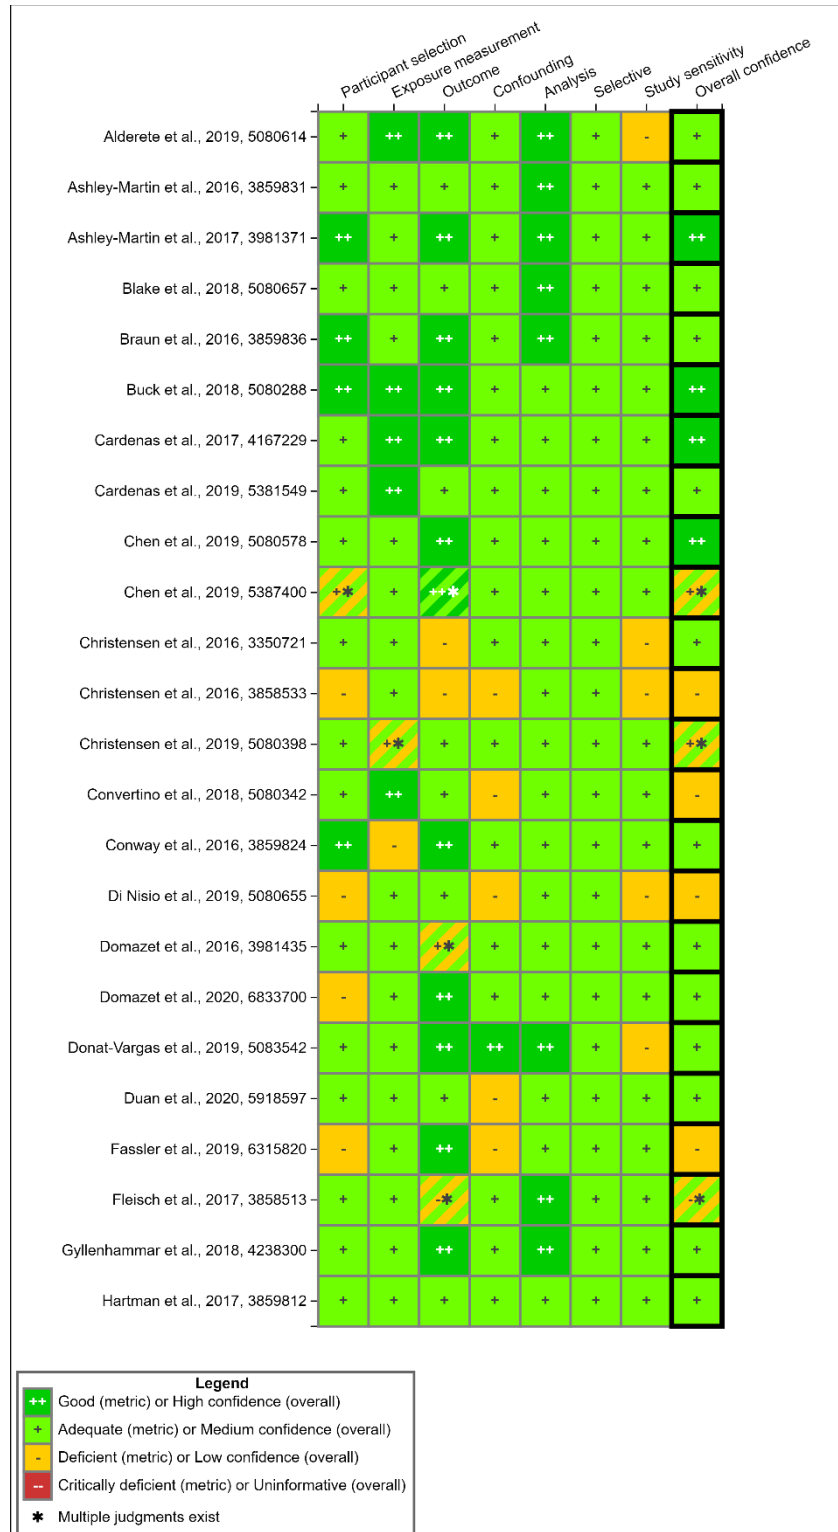 Participant selection
Exposure measurement
Outcome
Confounding
Analysis
Selective
Study sensitivity
Overall confidence
Alderete et al., 2019, 5080614 + ++ ++ + ++ + - +
Ashley-Martin et al., 2016, 3859831 + + + + ++ + + +
Ashley-Martin et al., 2017, 3981371 ++ + ++ + ++ + + ++
Blake et al., 2018, 5080657 + + + + ++ + + +
Braun et al., 2016, 3859836 ++ + ++ + ++ + + +
Buck et al., 2018, 5080288 ++ ++ ++ + + + + ++
Cardenas et al., 2017, 4167229 + ++ ++ + + + + ++
Cardenas et al., 2019, 5381549 + ++ + + + + + +
Chen et al., 2019, 5080578 + + ++ + + + + ++
Chen et al., 2019, 5387400 +✱ + ++✱ + + + + +✱
Christensen et al., 2016, 3350721 + + - + + + - +
Christensen et al., 2016, 3858533 - + - - + + - -
Christensen et al., 2019, 5080398 + +✱ + + + + + +✱
Convertino et al., 2018, 5080342 + ++ + - + + + -
Conway et al., 2016, 3859824 ++ - ++ + + + + +
Di Nisio et al., 2019, 5080655 - + + - + + - -
Domazet et al., 2016, 3981435 + + +✱ + + + + +
Domazet et al., 2020, 6833700 - + ++ + + + + +
Donat-Vargas et al., 2019, 5083542 + + ++ ++ ++ + - +
Duan et al., 2020, 5918597 + + + - + + + +
Fassler et al., 2019, 6315820 - + ++ - + + + -
Fleisch et al., 2017, 3858513 + + -✱ + ++ + + -✱
Gyllenhammar et al., 2018, 4238300 + + ++ + ++ + + +
Hartman et al., 2017, 3859812 + + + + + + + +
Legend
++ Good (metric) or High confidence (overall)
+ Adequate (metric) or Medium confidence (overall)
- Deficient (metric) or Low confidence (overall)
-- Critically deficient (metric) or Uninformative (overall)
✱ Multiple judgments exist